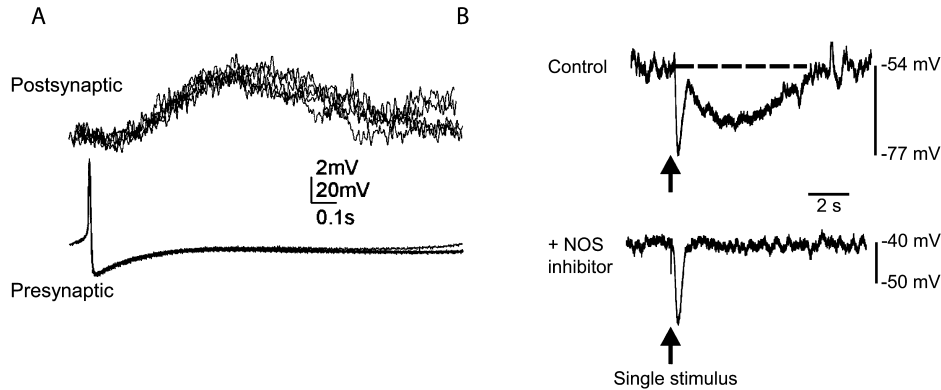 A
B
Postsynaptic
2mV
20mV
0.1s
Presynaptic
Control
-54 mV
-77 mV
2 s
+ NOS
inhibitor
-40 mV
-50 mV
Single stimulus